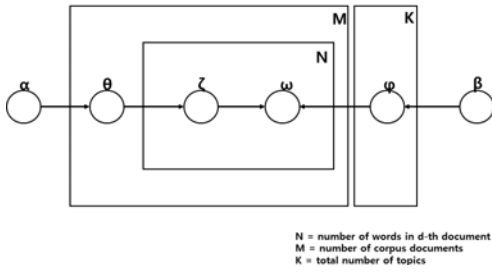 M K
N
α θ ζ ω φ β
N = number of words in d-th document
M = number of corpus documents
K = total number of topics